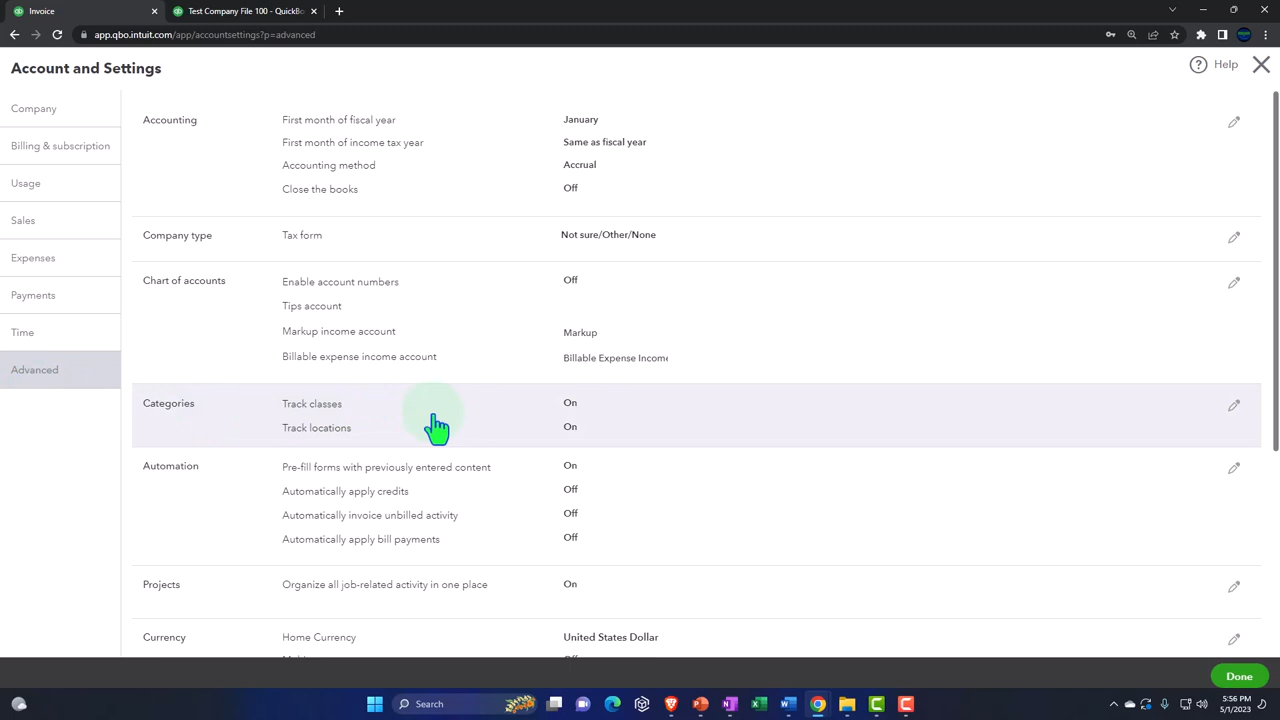 Invoice
Test Company File 100 - QuickBo
app.qbo.intuit.com/app/accountsettings?p=advanced
Account and Settings
Help
Company
Billing & subscription
Usage
Sales
Expenses
Payments
Time
Advanced
Accounting
First month of fiscal year January
First month of income tax year Same as fiscal year
Accounting method Accrual
Close the books Off
Company type Tax form Not sure/Other/None
Chart of accounts Enable account numbers Off
Tips account
Markup income account Markup
Billable expense income account Billable Expense Income
Categories Track classes On
Track locations On
Automation Pre-fill forms with previously entered content On
Automatically apply credits Off
Automatically invoice unbilled activity Off
Automatically apply bill payments Off
Projects Organize all job-related activity in one place On
Currency Home Currency United States Dollar
Done
Search
5:56 PM
5/1/2023